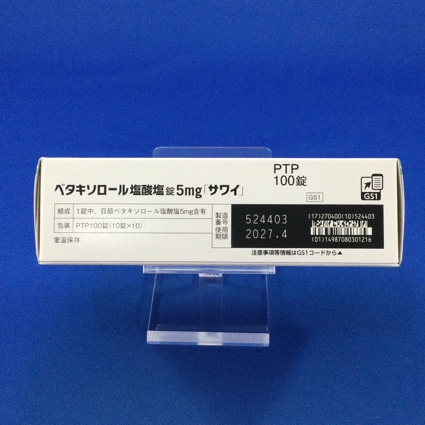 ベタキソロール塩酸塩錠5mg「サワイ」
PTP
100錠
GS1
GS1
組成 1錠中、日局ベタキソロール塩酸塩5mg含有
包装 PTP100錠(10錠×10)
室温保存
製造番号 524403
使用期限 2027.4
(17)270400(10)524403
(01)14987080301216
注意事項等情報はGS1コードから▲